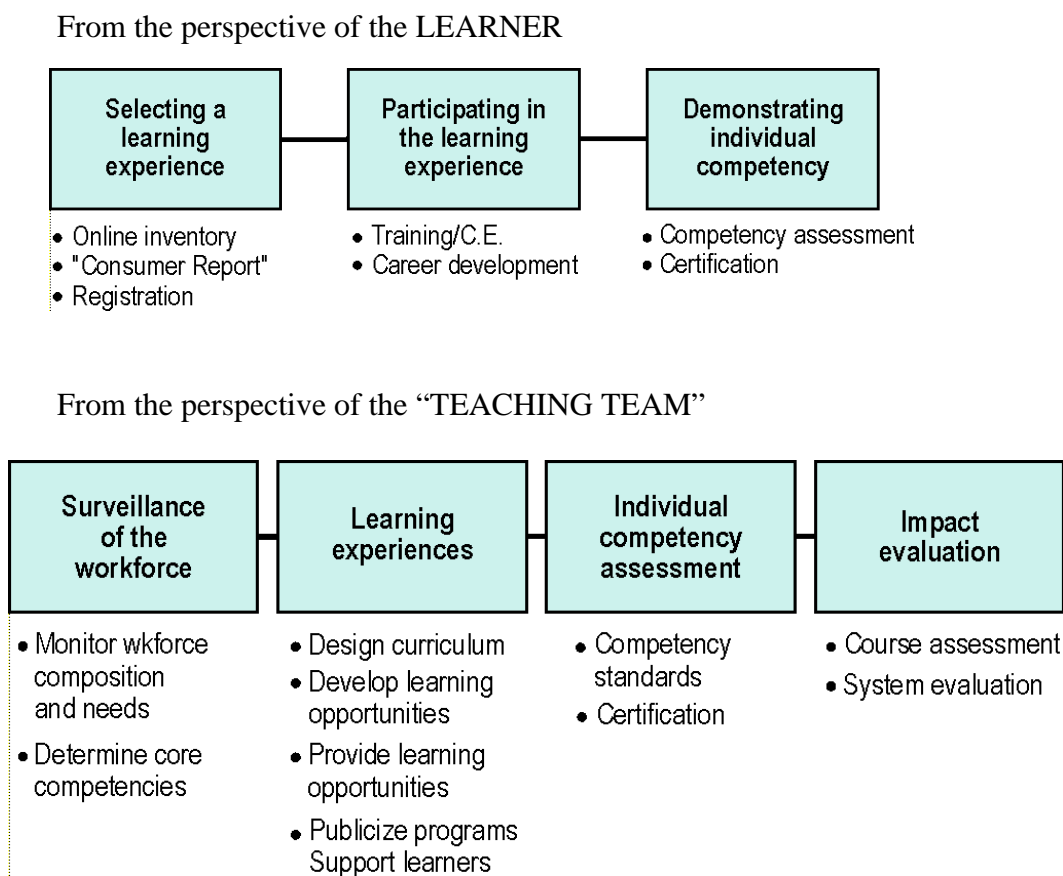 From the perspective of the LEARNER
Selecting a
learning
experience
Participating in
the learning
experience
Demonstrating
individual
competency
• Online inventory
• "Consumer Report"
• Registration
• Training/C.E.
• Career development
• Competency assessment
• Certification
From the perspective of the “TEACHING TEAM”
Surveillance
of the
workforce
Learning
experiences
Individual
competency
assessment
Impact
evaluation
• Monitor wkforce
composition
and needs
• Determine core
competencies
• Design curriculum
• Develop learning
opportunities
• Provide learning
opportunities
• Publicize programs
Support learners
• Competency
standards
• Certification
• Course assessment
• System evaluation